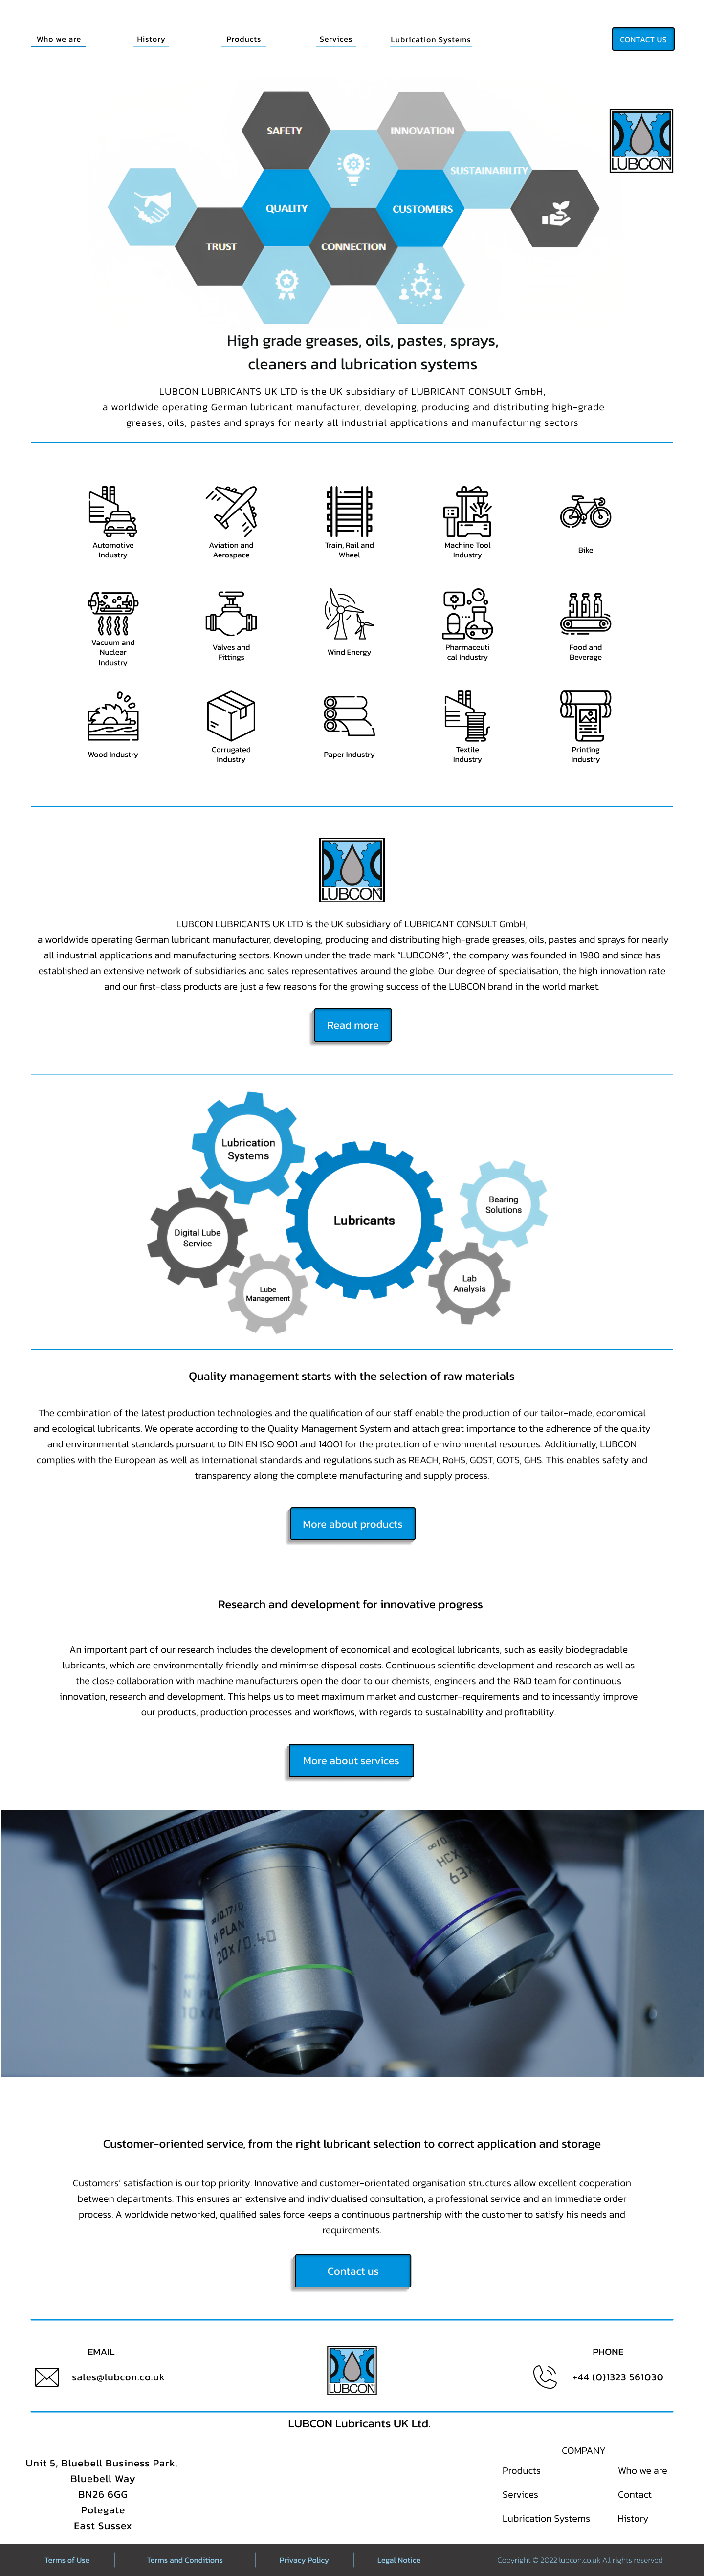 Who we are
History
Products
Services
Lubrication Systems
CONTACT US
SAFETY
INNOVATION
SUSTAINABILITY
LUBCON
QUALITY
CUSTOMERS
TRUST
CONNECTION
High grade greases, oils, pastes, sprays,
cleaners and lubrication systems
LUBCON LUBRICANTS UK LTD is the UK subsidiary of LUBRICANT CONSULT GmbH,
a worldwide operating German lubricant manufacturer, developing, producing and distributing high-grade
greases, oils, pastes and sprays for nearly all industrial applications and manufacturing sectors
Automotive
Industry
Aviation and
Aerospace
Train, Rail and
Wheel
Machine Tool
Industry
Bike
Vacuum and
Nuclear
Industry
Valves and
Fittings
Wind Energy
Pharmaceuti
cal Industry
Food and
Beverage
Wood Industry
Corrugated
Industry
Paper Industry
Textile
Industry
Printing
Industry
LUBCON
LUBCON LUBRICANTS UK LTD is the UK subsidiary of LUBRICANT CONSULT GmbH,
a worldwide operating German lubricant manufacturer, developing, producing and distributing high-grade greases, oils, pastes and sprays for nearly
all industrial applications and manufacturing sectors. Known under the trade mark "LUBCON®", the company was founded in 1980 and since has
established an extensive network of subsidiaries and sales representatives around the globe. Our degree of specialisation, the high innovation rate
and our first-class products are just a few reasons for the growing success of the LUBCON brand in the world market.
Read more
Lubrication
Systems
Lubricants
Bearing
Solutions
Digital Lube
Service
Lab
Analysis
Lube
Management
Quality management starts with the selection of raw materials
The combination of the latest production technologies and the qualification of our staff enable the production of our tailor-made, economical
and ecological lubricants. We operate according to the Quality Management System and attach great importance to the adherence of the quality
and environmental standards pursuant to DIN EN ISO 9001 and 14001 for the protection of environmental resources. Additionally, LUBCON
complies with the European as well as international standards and regulations such as REACH, RoHS, GOST, GOTS, GHS. This enables safety and
transparency along the complete manufacturing and supply process.
More about products
Research and development for innovative progress
An important part of our research includes the development of economical and ecological lubricants, such as easily biodegradable
lubricants, which are environmentally friendly and minimise disposal costs. Continuous scientific development and research as well as
the close collaboration with machine manufacturers open the door to our chemists, engineers and the R&D team for continuous
innovation, research and development. This helps us to meet maximum market and customer-requirements and to incessantly improve
our products, production processes and workflows, with regards to sustainability and profitability.
More about services
∞/0.17/0
N PLAN
20X/0.40
HCX
63X
N PL
10X/0
Customer-oriented service, from the right lubricant selection to correct application and storage
Customers' satisfaction is our top priority. Innovative and customer-orientated organisation structures allow excellent cooperation
between departments. This ensures an extensive and individualised consultation, a professional service and an immediate order
process. A worldwide networked, qualified sales force keeps a continuous partnership with the customer to satisfy his needs and
requirements.
Contact us
EMAIL
sales@lubcon.co.uk
LUBCON
PHONE
+44 (0)1323 561030
LUBCON Lubricants UK Ltd.
Unit 5, Bluebell Business Park,
Bluebell Way
BN26 6GG
Polegate
East Sussex
COMPANY
Products
Who we are
Services
Contact
Lubrication Systems
History
Terms of Use
Terms and Conditions
Privacy Policy
Legal Notice
Copyright © 2022 lubcon.co.uk All rights reserved